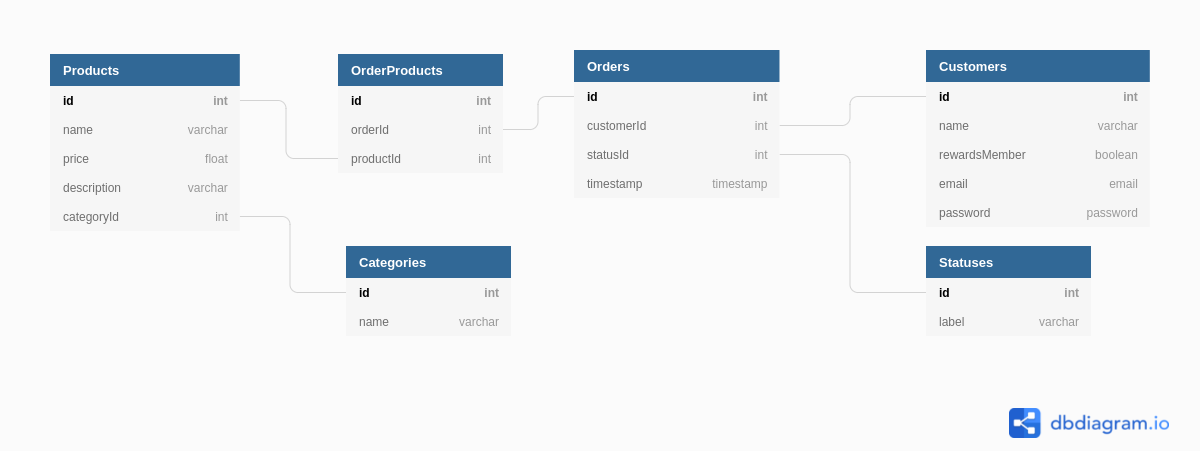 Products
id int
name varchar
price float
description varchar
categoryId int
OrderProducts
id int
orderId int
productId int
Orders
id int
customerId int
statusId int
timestamp timestamp
Customers
id int
name varchar
rewardsMember boolean
email email
password password
Categories
id int
name varchar
Statuses
id int
label varchar
dbdiagram.io